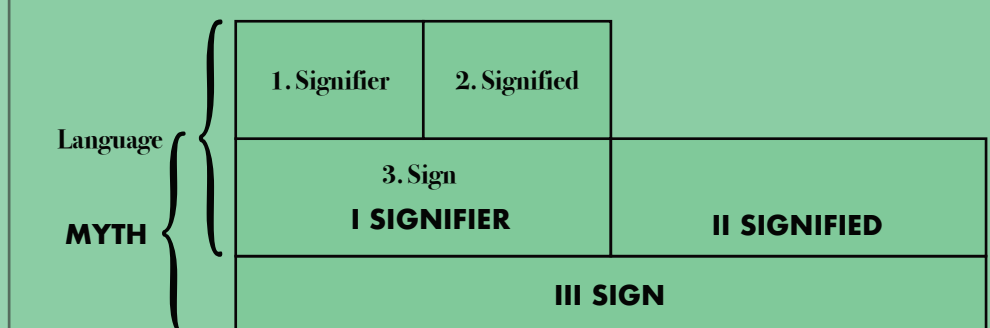 1. Signifier
2. Signified
Language
3. Sign
I SIGNIFIER
II SIGNIFIED
MYTH
III SIGN